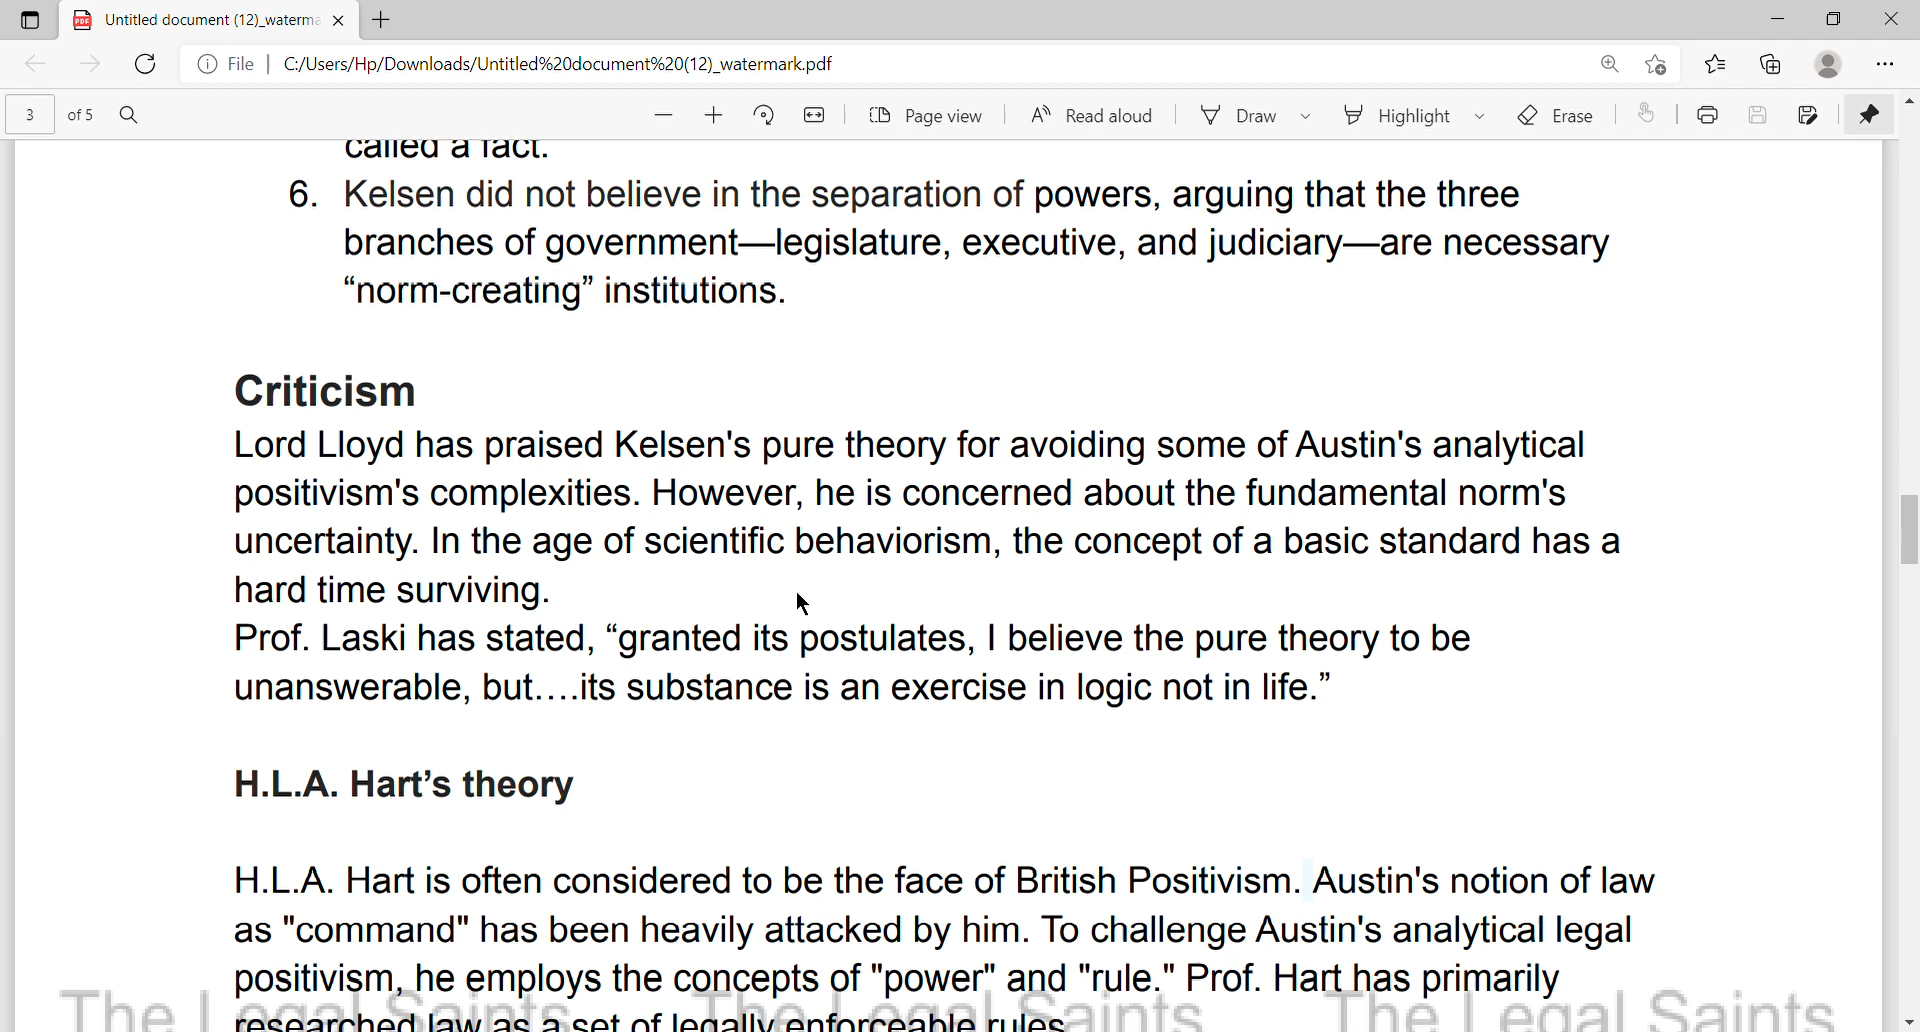 Untitled document (12)_waterma
File
C:/Users/Hp/Downloads/Untitled%20document%20(12)_watermark.pdf
3 of 5
Page view
Read aloud
Draw
Highlight
Erase
called a fact.
6. Kelsen did not believe in the separation of powers, arguing that the three
branches of government—legislature, executive, and judiciary—are necessary
“norm-creating” institutions.
Criticism
Lord Lloyd has praised Kelsen's pure theory for avoiding some of Austin's analytical
positivism's complexities. However, he is concerned about the fundamental norm's
uncertainty. In the age of scientific behaviorism, the concept of a basic standard has a
hard time surviving.
Prof. Laski has stated, “granted its postulates, I believe the pure theory to be
unanswerable, but….its substance is an exercise in logic not in life.”
H.L.A. Hart’s theory
H.L.A. Hart is often considered to be the face of British Positivism. Austin's notion of law
as "command" has been heavily attacked by him. To challenge Austin's analytical legal
positivism, he employs the concepts of "power" and "rule." Prof. Hart has primarily
researched law as a set of legally enforceable rules
The Legal Saints The Legal Saints The Legal Saints